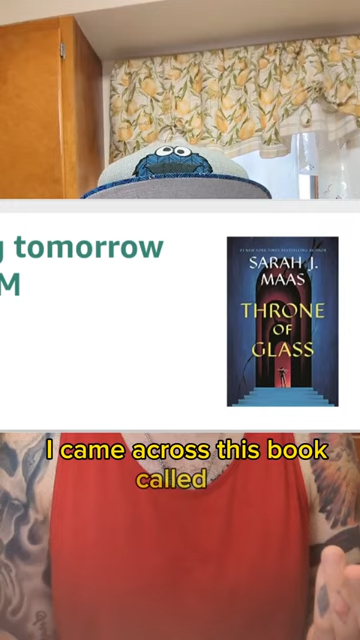 tomorrow
M
SARAH J.
MAAS
THRONE
OF
GLASS
I came across this book
called